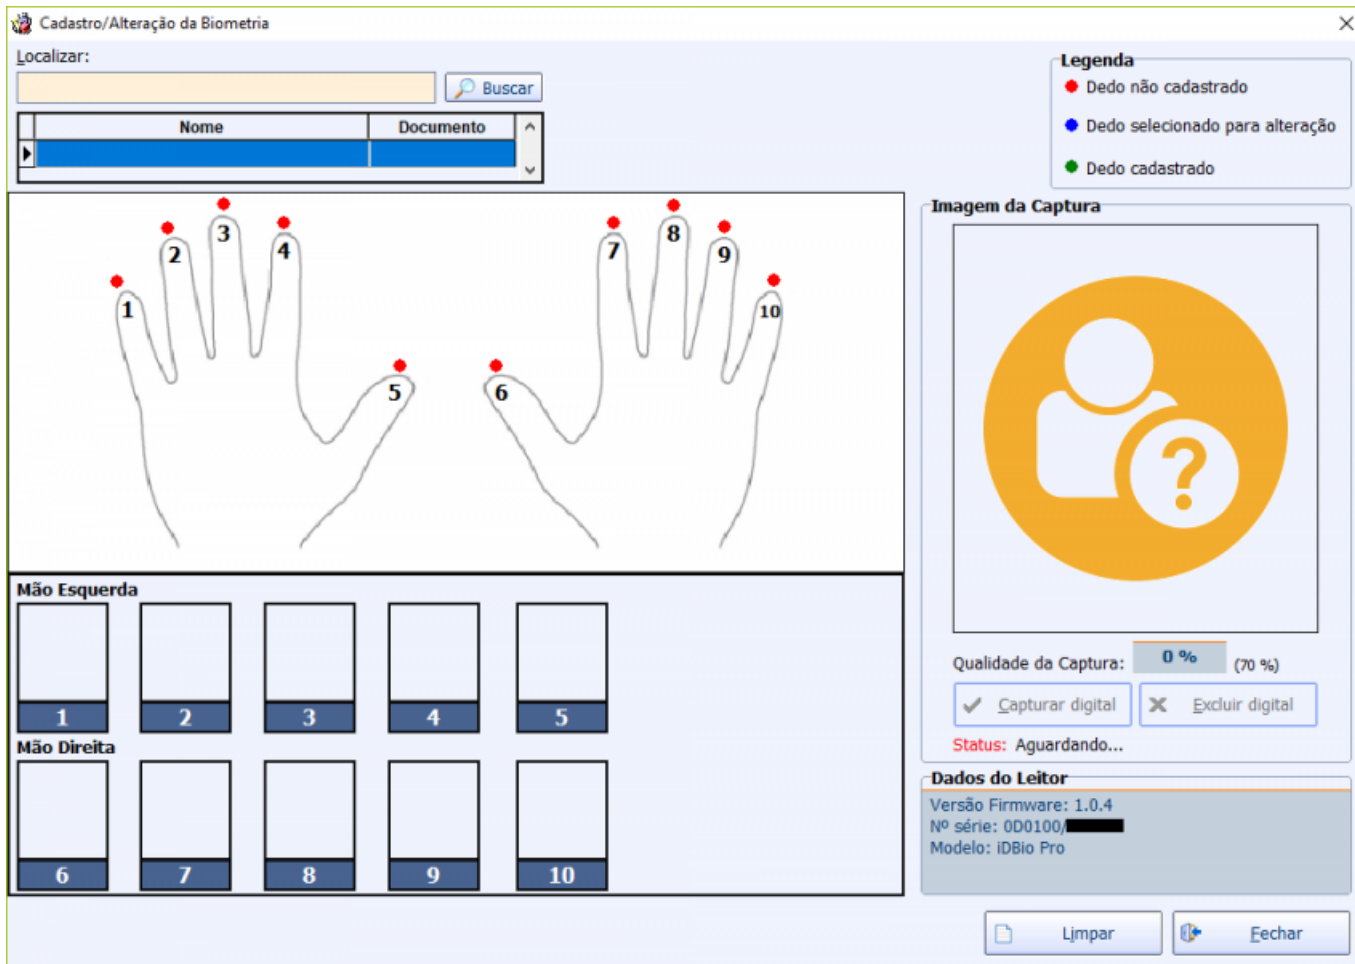 Cadastro/Alteração da Biometria
Localizar:
Buscar
Nome Documento
Legenda
Dedo não cadastrado
Dedo selecionado para alteração
Dedo cadastrado
1 2 3 4 5 6 7 8 9 10
Imagem da Captura
?
Qualidade da Captura: 0 % (70 %)
Capturar digital Excluir digital
Status: Aguardando...
Mão Esquerda
1 2 3 4 5
Mão Direita
6 7 8 9 10
Dados do Leitor
Versão Firmware: 1.0.4
Nº série: 0D0100/
Modelo: iDBio Pro
Limpar Fechar